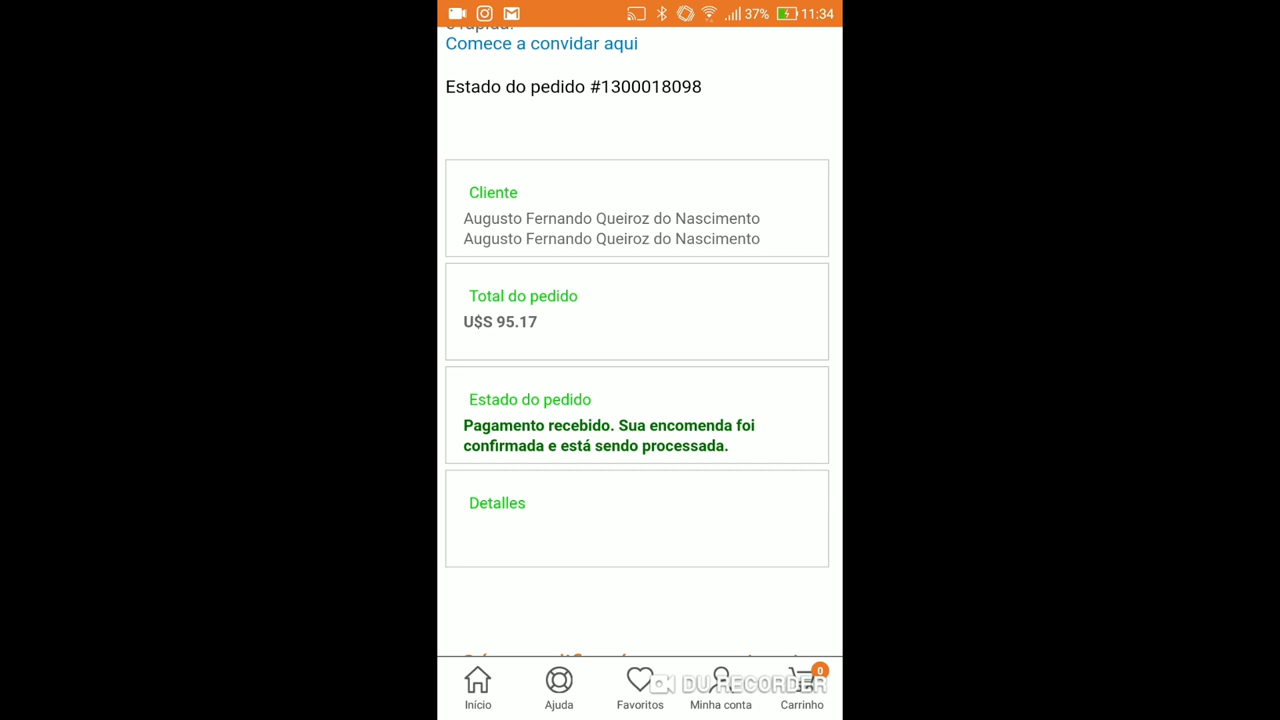 37% 11:34
e rápida!
Comece a convidar aqui
Estado do pedido #1300018098
Cliente
Augusto Fernando Queiroz do Nascimento
Augusto Fernando Queiroz do Nascimento
Total do pedido
U$S 95.17
Estado do pedido
Pagamento recebido. Sua encomenda foi
confirmada e está sendo processada.
Detalles
0
DU RECORDER
Início Ajuda Favoritos Minha conta Carrinho